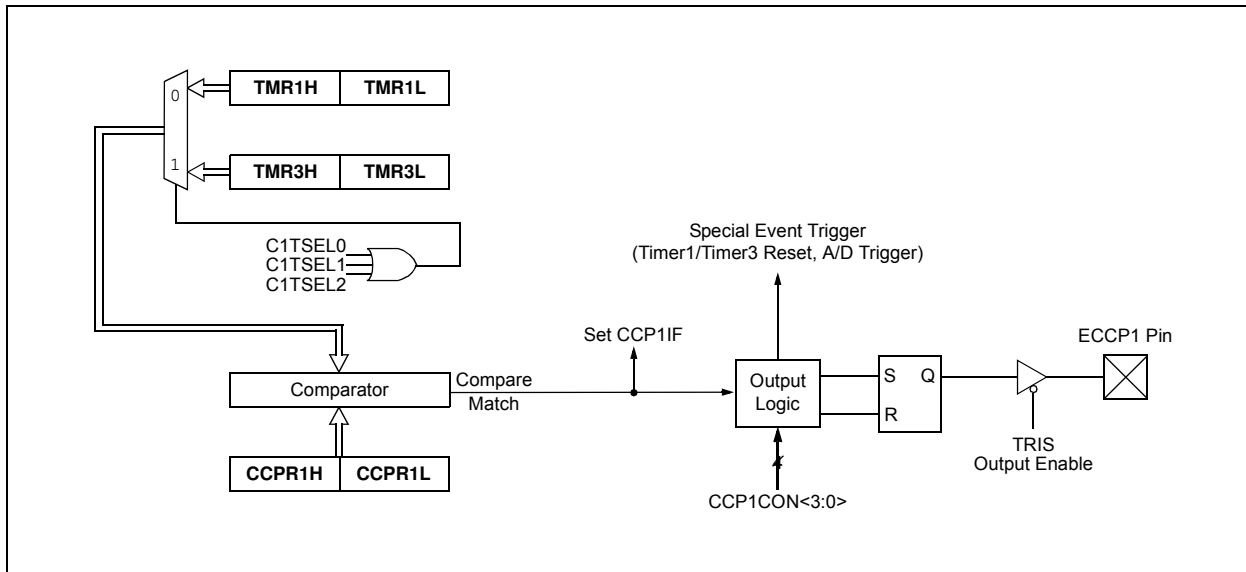 0
TMR1H TMR1L
1
TMR3H TMR3L
C1TSEL0
C1TSEL1
C1TSEL2
Special Event Trigger
(Timer1/Timer3 Reset, A/D Trigger)
Set CCP1IF
ECCP1 Pin
Comparator
Compare
Match
Output
Logic
S Q
R
TRIS
Output Enable
CCPR1H CCPR1L
4
CCP1CON<3:0>